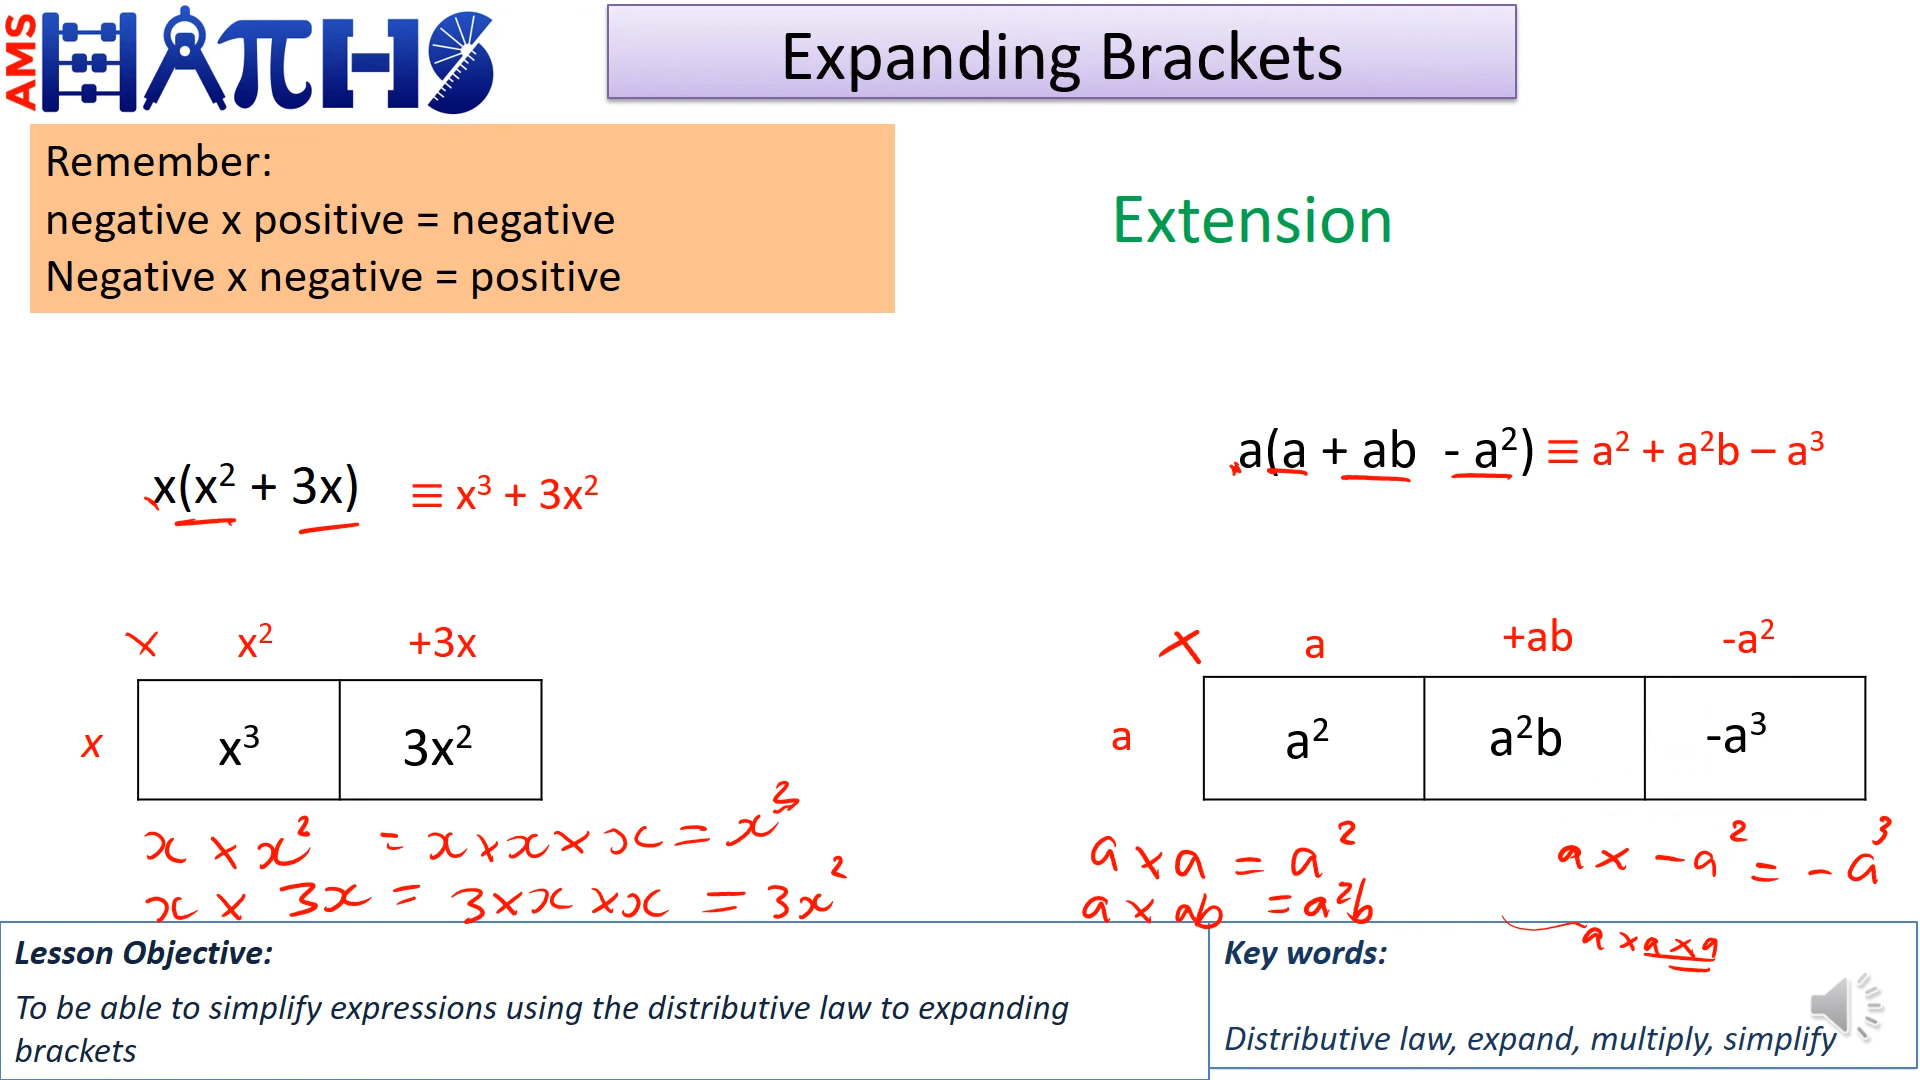 AMS MATHS
Expanding Brackets
Remember:
negative x positive = negative
Negative x negative = positive
Extension
x(x² + 3x) ≡ x³ + 3x²
a(a + ab - a²) ≡ a² + a²b – a³
× x² +3x
x x³ 3x²
x × x² = x × x × x = x³
x × 3x = 3 × x × x = 3x²
× a +ab -a²
a a² a²b -a³
a × a = a²
a × ab = a²b
a × -a² = -a³
a × a × a
Lesson Objective:
To be able to simplify expressions using the distributive law to expanding
brackets
Key words:
Distributive law, expand, multiply, simplify